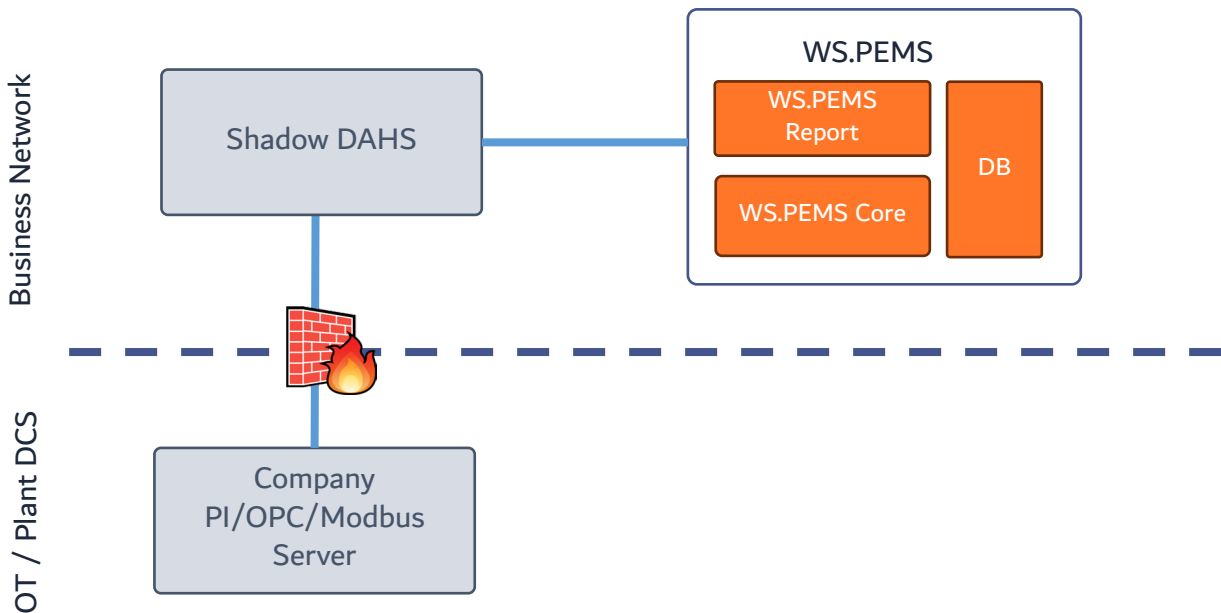 Business Network
WS.PEMS
Shadow DAHS
WS.PEMS
Report
WS.PEMS Core
DB
OT / Plant DCS
Company
PI/OPC/Modbus
Server